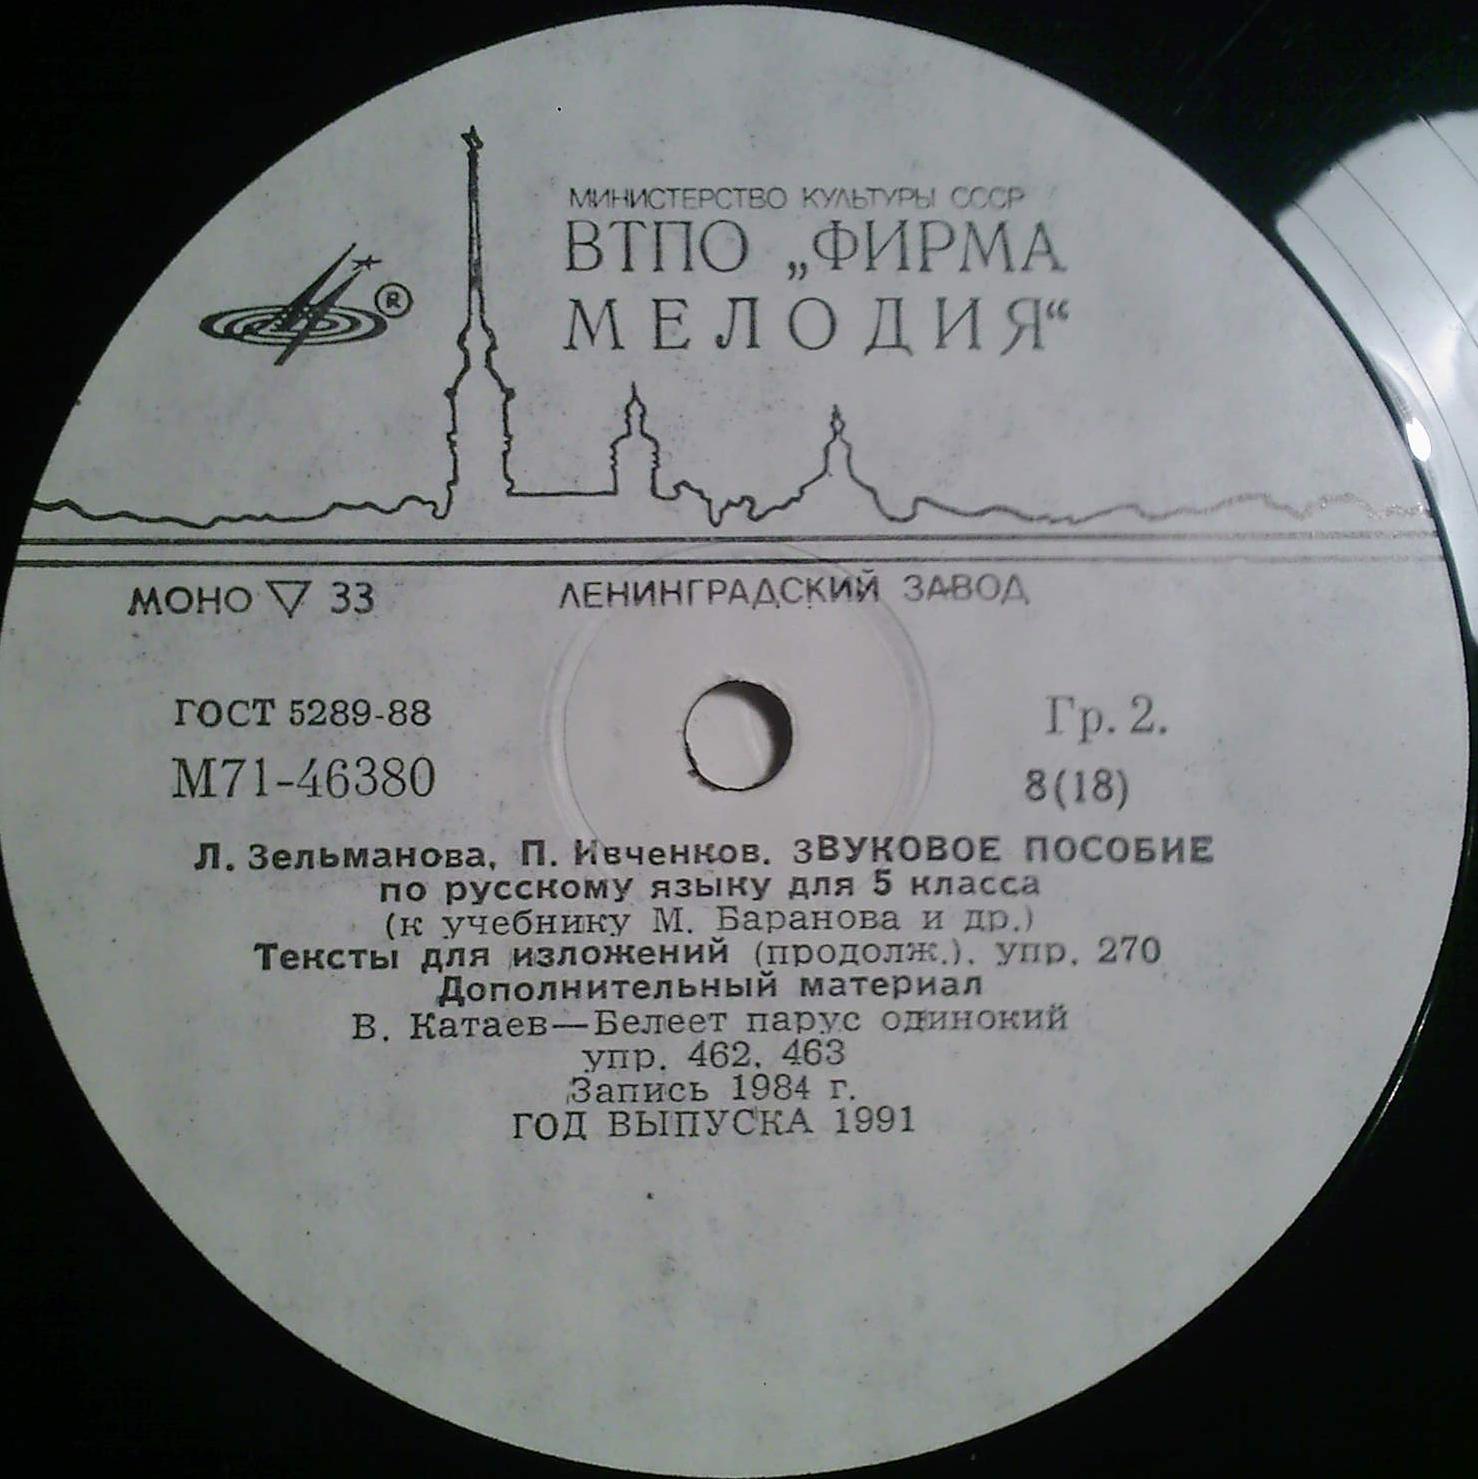 МИНИСТЕРСТВО КУЛЬТУРЫ СССР
ВТПО „ФИРМА
МЕЛОДИЯ“
®
МОНО ▽ 33
ЛЕНИНГРАДСКИЙ ЗАВОД
ГОСТ 5289-88
Гр. 2.
М71-46380
8(18)
Л. Зельманова, П. Ивченков. ЗВУКОВОЕ ПОСОБИЕ
по русскому языку для 5 класса
(к учебнику М. Баранова и др.)
Тексты для изложений (продолж.). упр. 270
Дополнительный материал
В. Катаев—Белеет парус одинокий
упр. 462, 463
Запись 1984 г.
ГОД ВЫПУСКА 1991